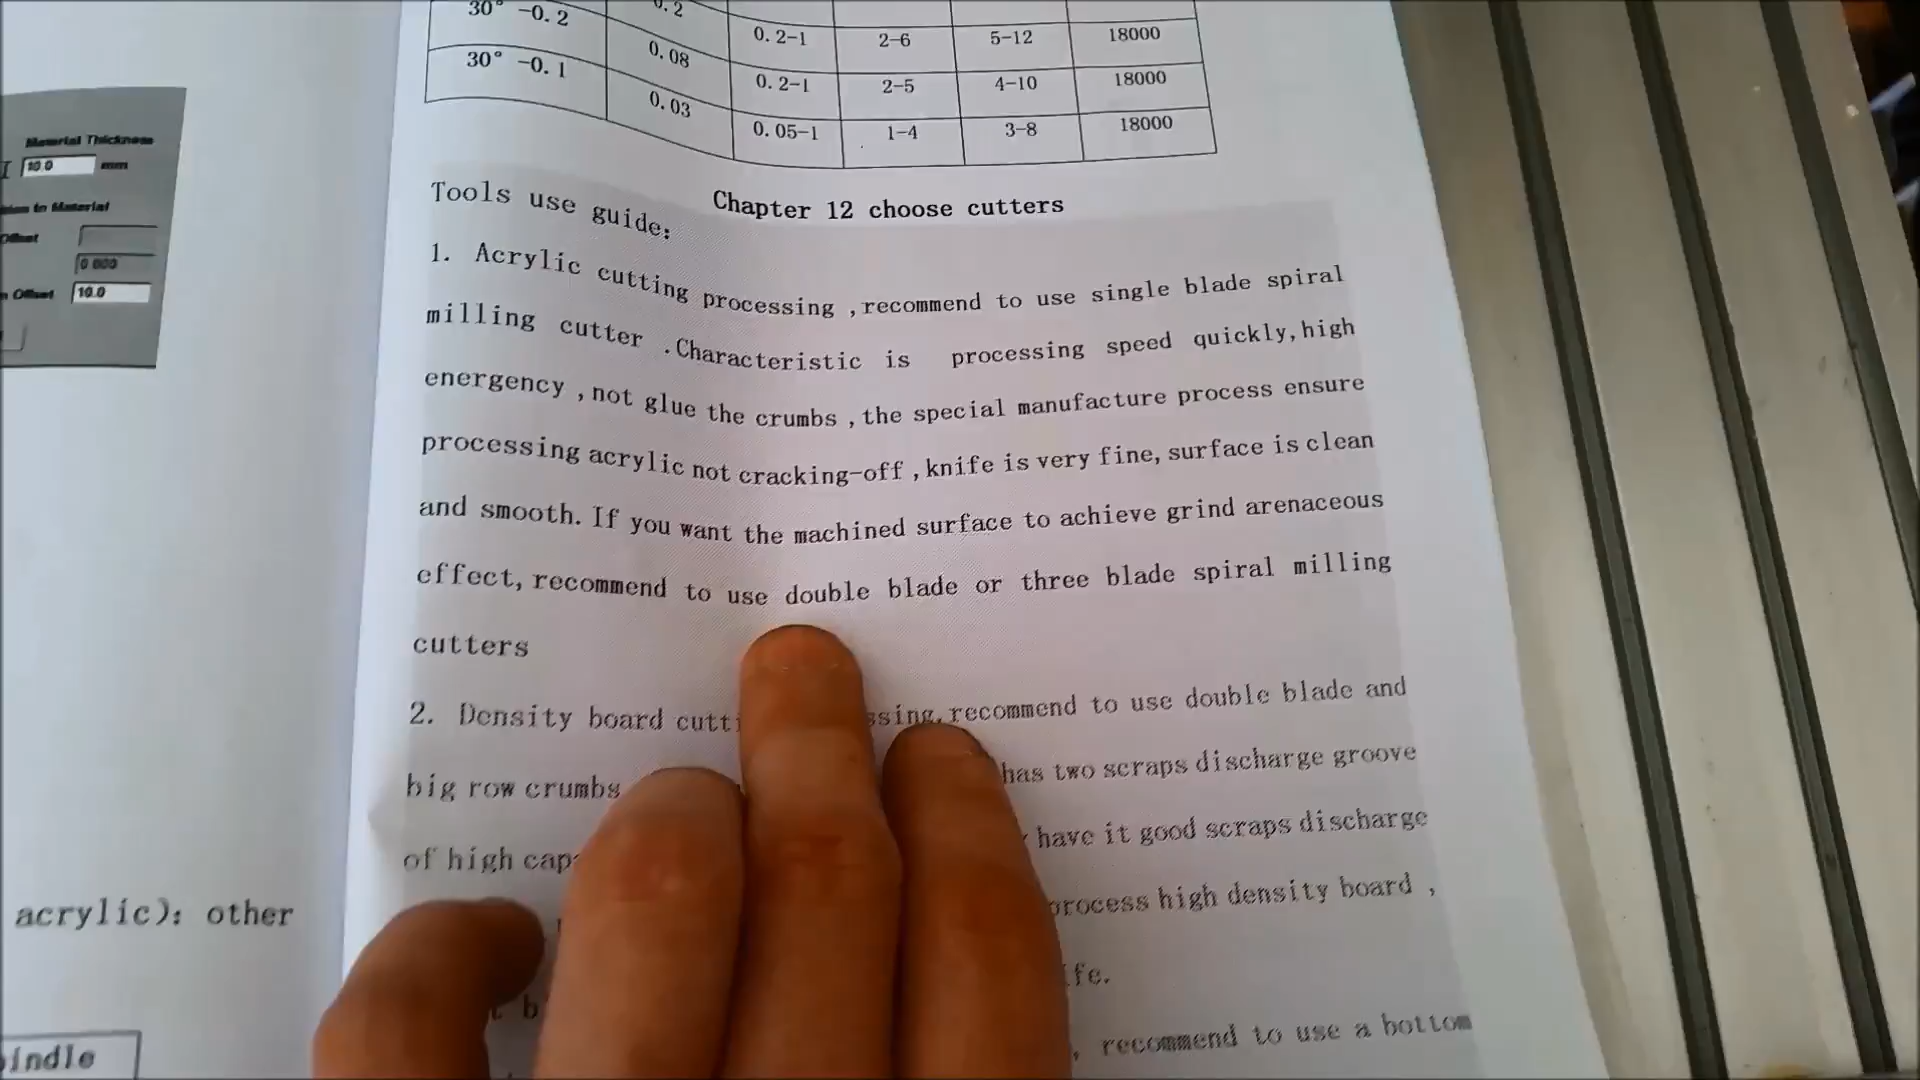 Material Thickness
10.0 mm
to Material
Offset
0.000
Offset 10.0
acrylic): other
30° -0.2 0.2 0.2-1 2-6 5-12 18000
30° -0.1 0.08 0.2-1 2-5 4-10 18000
0.03 0.05-1 1-4 3-8 18000
Chapter 12 choose cutters
Tools use guide:
1. Acrylic cutting processing ,recommend to use single blade spiral
milling cutter .Characteristic is processing speed quickly,high
energency ,not glue the crumbs ,the special manufacture process ensure
processing acrylic not cracking-off ,knife is very fine, surface is clean
and smooth. If you want the machined surface to achieve grind arenaceous
effect, recommend to use double blade or three blade spiral milling
cutters
2. Density board recommend to use double blade and
big row crumbs has two scraps discharge groove
of high have it good scraps discharge
process high density board ,
, recommend to use a bottom